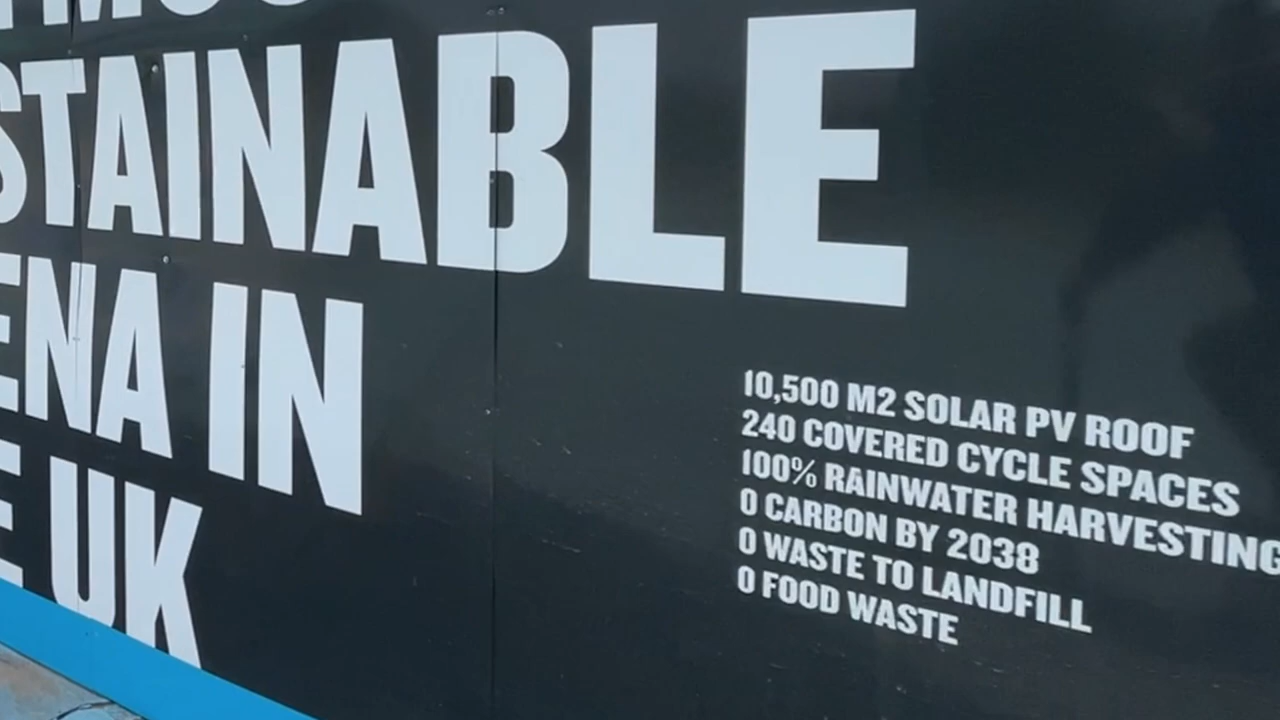 STAINABLE
ENA IN
UK
10,500 M2 SOLAR PV ROOF
240 COVERED CYCLE SPACES
100% RAINWATER HARVESTING
0 CARBON BY 2038
0 WASTE TO LANDFILL
0 FOOD WASTE